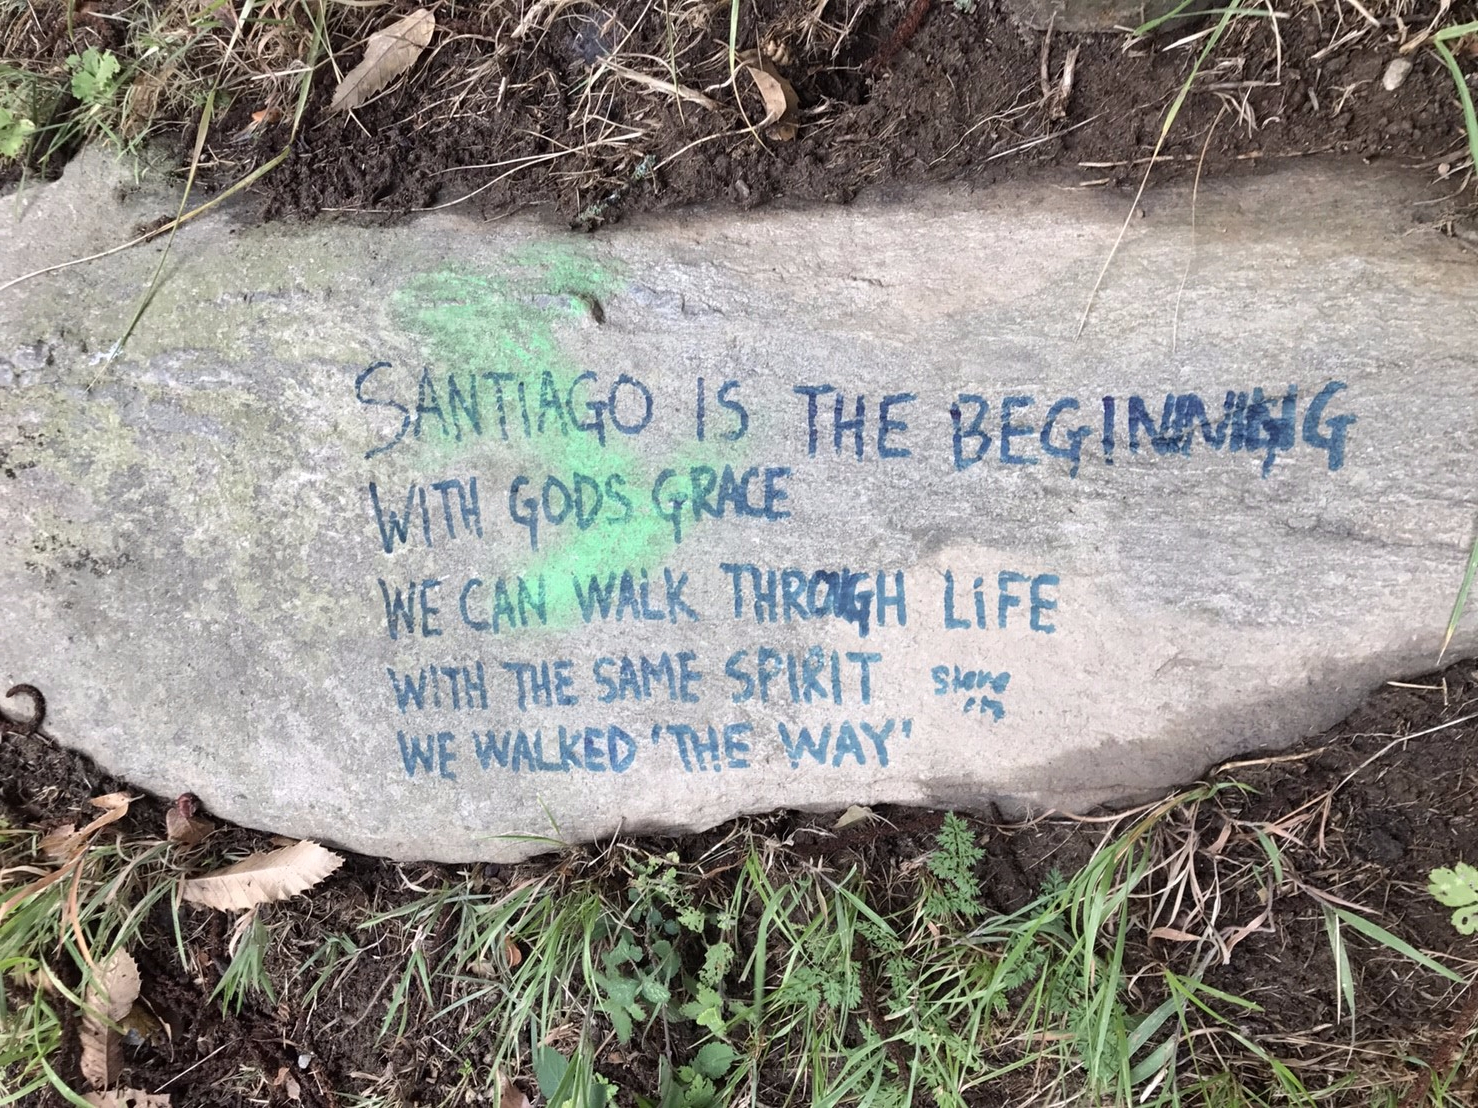 SANTIAGO IS THE BEGINNING
WITH GODS GRACE
WE CAN WALK THROUGH LiFE
WITH THE SAME SPIRIT
Steve
WE WALKED 'THE WAY'